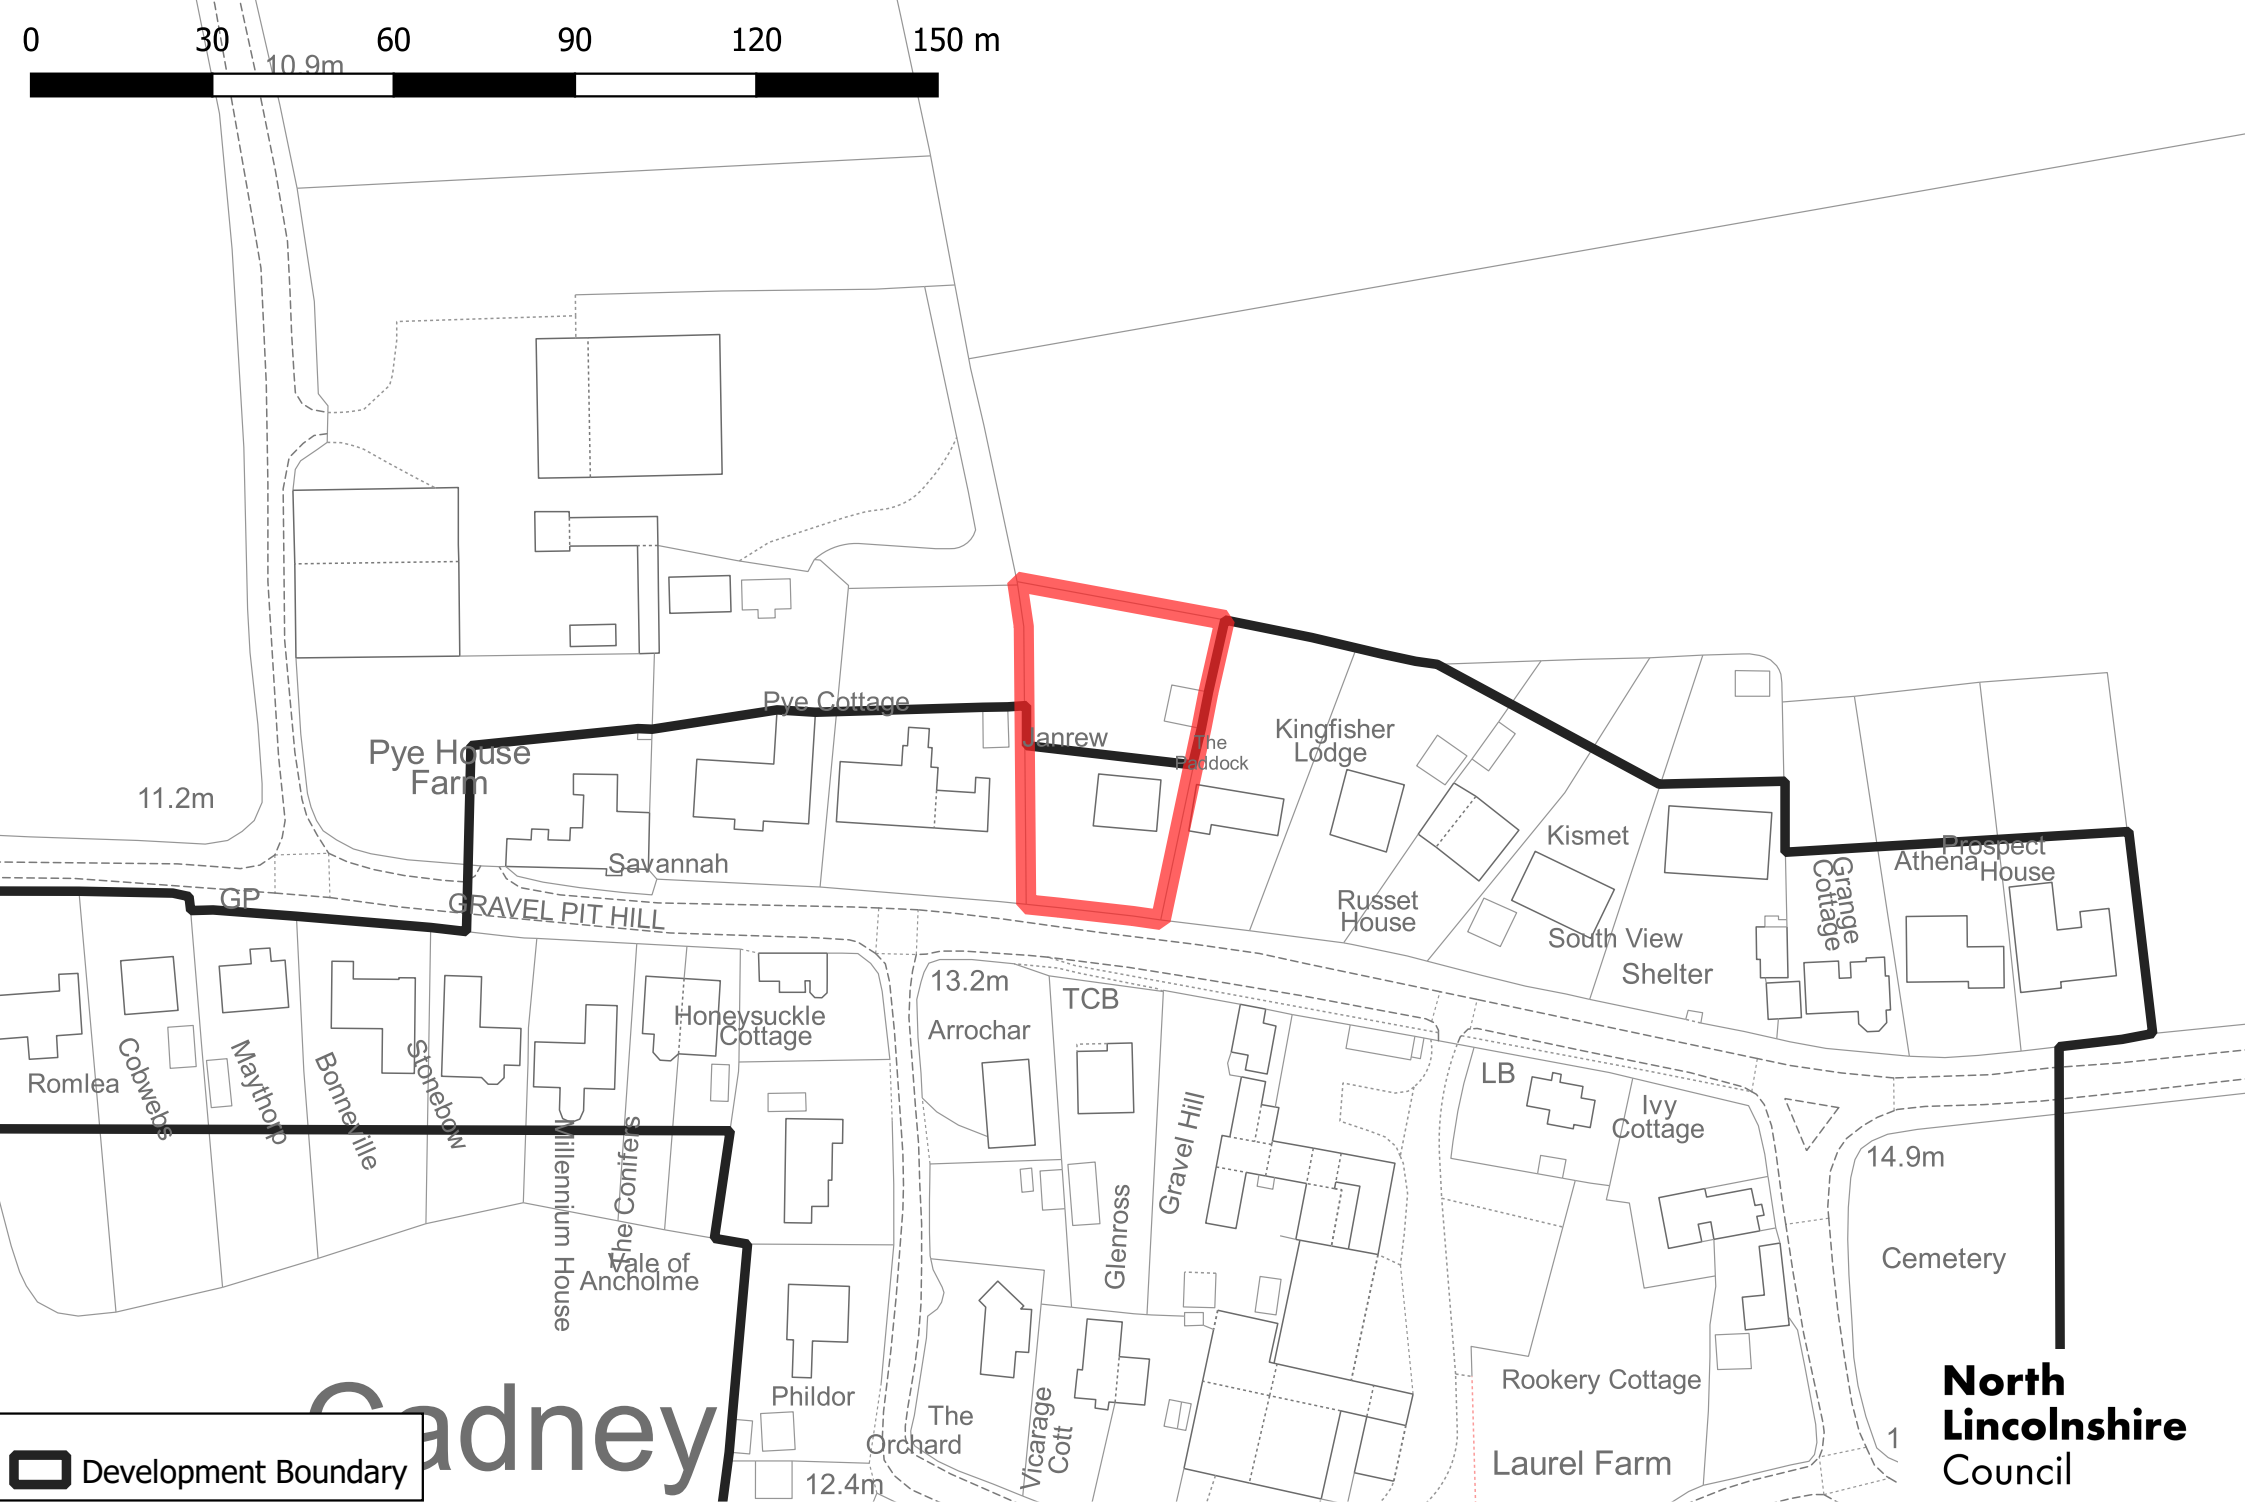 0 30 60 90 120 150 m
10.9m
Pye Cottage
Janrew
The
Paddock
Kingfisher
Lodge
Pye House
Farm
11.2m
Savannah
Kismet
Prospect
House
Athena
Grange
Cottage
GP
GRAVEL PIT HILL
Russet
House
South View
Shelter
13.2m
TCB
Arrochar
Honeysuckle
Cottage
Romlea
Cobwebs
Maythorp
Bonneville
Stonebow
Millennium House
The Conifers
Vale of
Ancholme
Glenross
Gravel Hill
LB
Ivy
Cottage
14.9m
Cemetery
Phildor
The
Orchard
Vicarage
Cott
Rookery Cottage
Laurel Farm
12.4m
1
Cadney
Development Boundary
North
Lincolnshire
Council